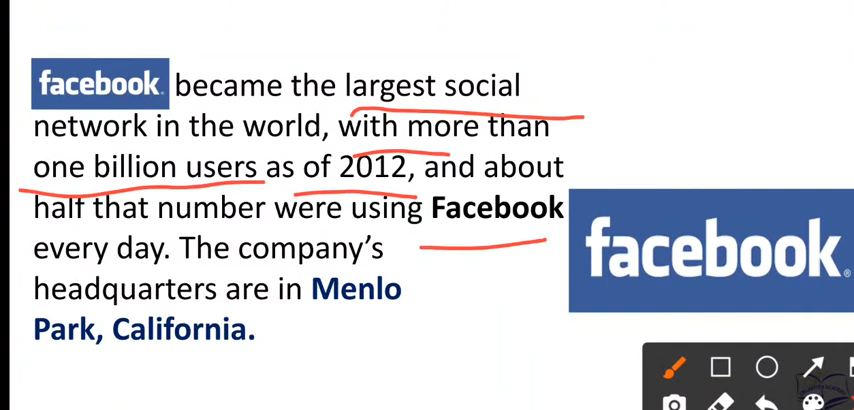 facebook became the largest social
network in the world, with more than
one billion users as of 2012, and about
half that number were using Facebook
every day. The company's
headquarters are in Menlo
Park, California.
facebook®